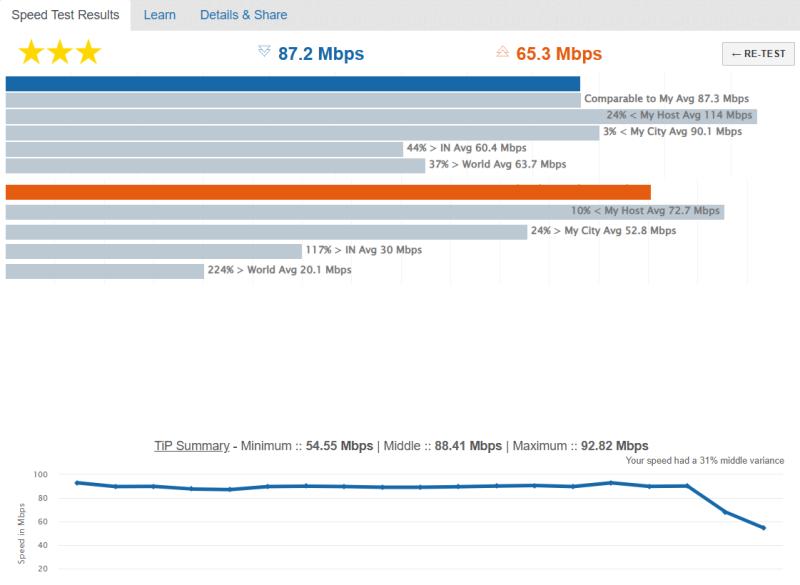 Speed Test Results Learn Details & Share
87.2 Mbps 65.3 Mbps ←RE-TEST
Comparable to My Avg 87.3 Mbps
24% < My Host Avg 114 Mbps
3% < My City Avg 90.1 Mbps
44% > IN Avg 60.4 Mbps
37% > World Avg 63.7 Mbps
10% < My Host Avg 72.7 Mbps
24% > My City Avg 52.8 Mbps
117% > IN Avg 30 Mbps
224% > World Avg 20.1 Mbps
TiP Summary - Minimum :: 54.55 Mbps | Middle :: 88.41 Mbps | Maximum :: 92.82 Mbps
Your speed had a 31% middle variance
Speed in Mbps
100
80
60
40
20